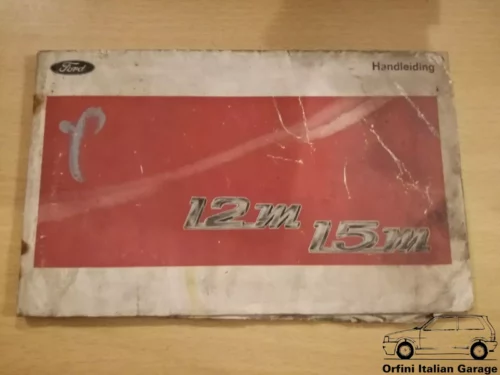 Ford
Handleiding
12m
15m
Orfini Italian Garage